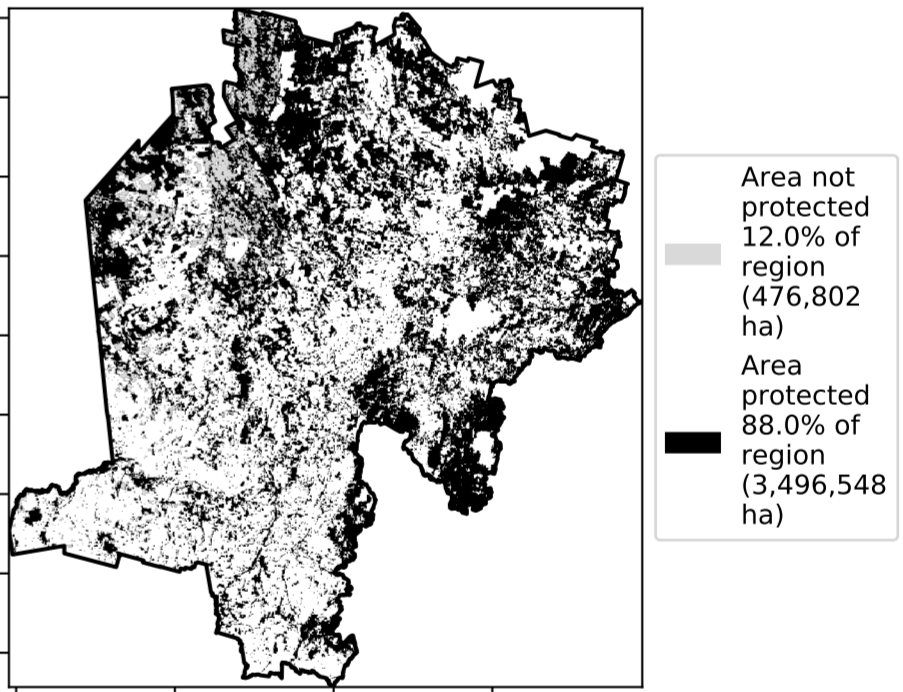 Area not
protected
12.0% of
region
(476,802
ha)
Area
protected
88.0% of
region
(3,496,548
ha)